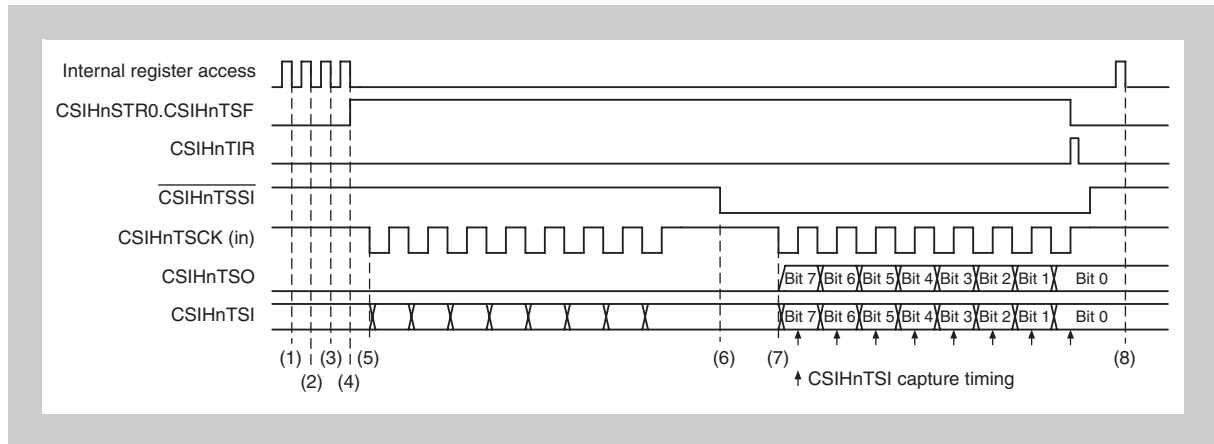 Internal register access
CSIHnSTR0.CSIHnTSF
CSIHnTIR
CSIHnTSSI
CSIHnTSCK (in)
CSIHnTSO
Bit 7 Bit 6 Bit 5 Bit 4 Bit 3 Bit 2 Bit 1 Bit 0
CSIHnTSI
Bit 7 Bit 6 Bit 5 Bit 4 Bit 3 Bit 2 Bit 1 Bit 0
(1) (3) (5) (6) (7) (8)
(2) (4) CSIHnTSI capture timing